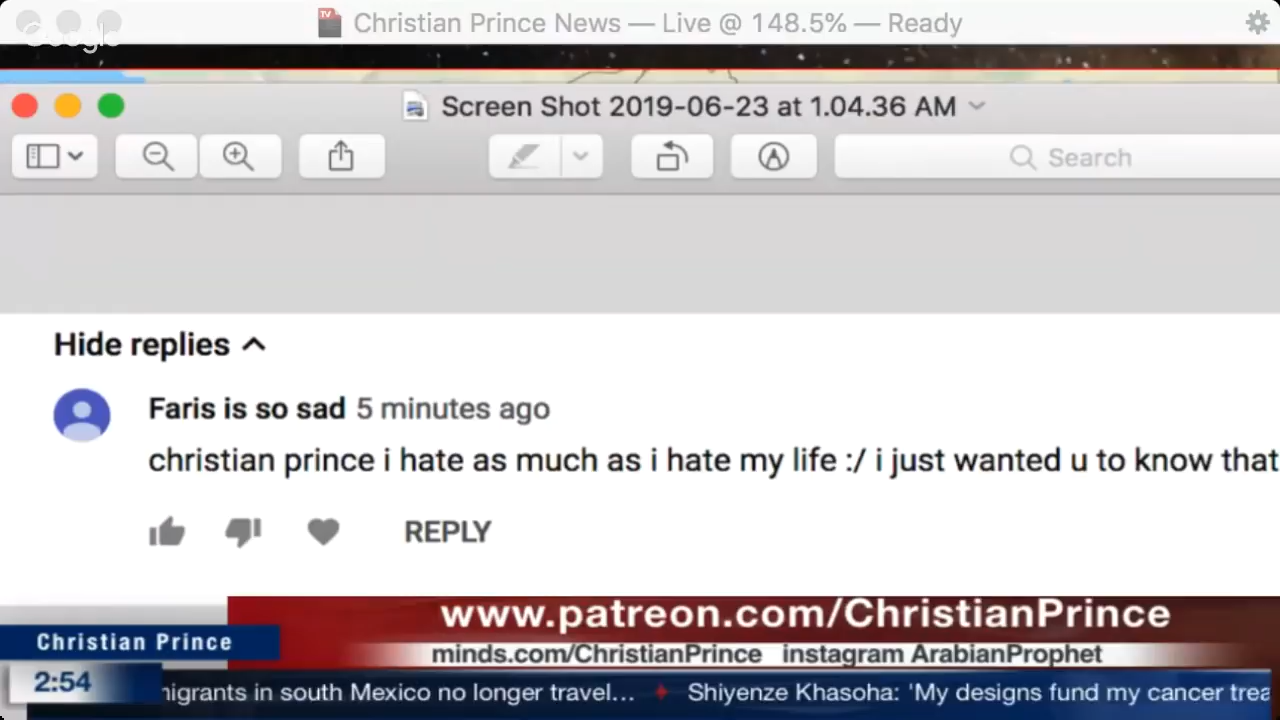 Christian Prince News — Live @ 148.5% — Ready
Google
Screen Shot 2019-06-23 at 1.04.36 AM
Search
Hide replies
Faris is so sad 5 minutes ago
christian prince i hate as much as i hate my life :/ i just wanted u to know that
REPLY
www.patreon.com/ChristianPrince
Christian Prince
minds.com/ChristianPrince instagram ArabianProphet
2:54
nigrants in south Mexico no longer travel... Shiyenze Khasoha: 'My designs fund my cancer trea